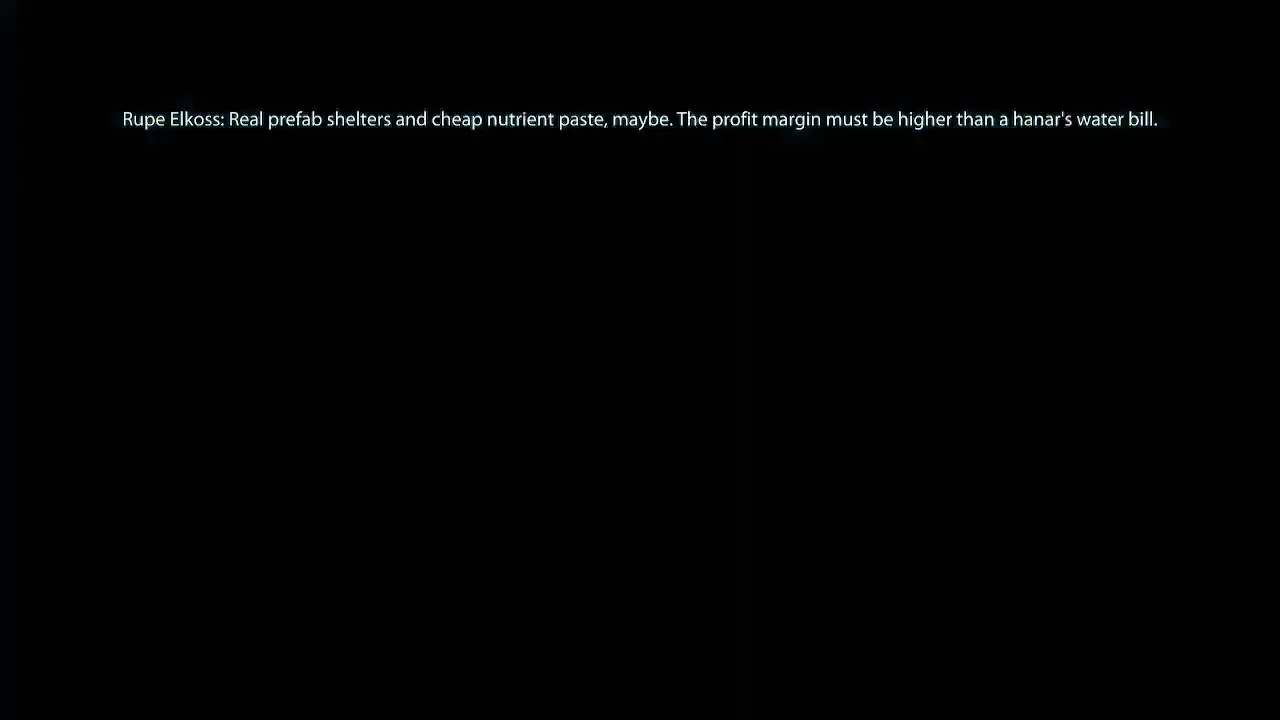 Rupe Elkoss: Real prefab shelters and cheap nutrient paste, maybe. The profit margin must be higher than a hanar's water bill.